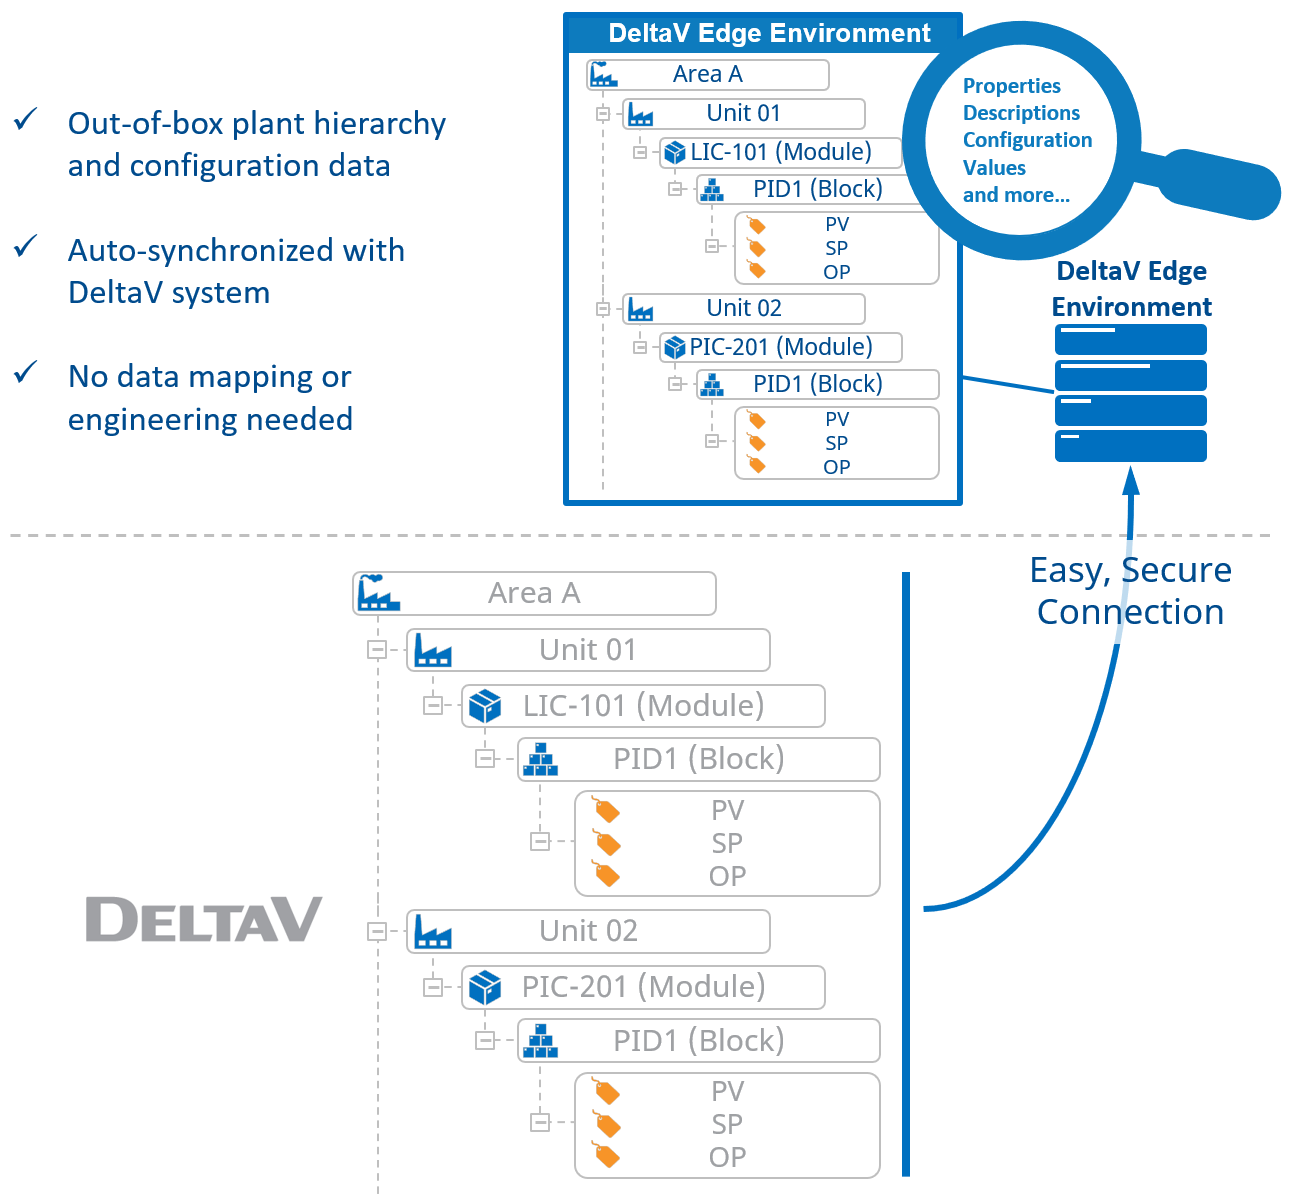 Out-of-box plant hierarchy
and configuration data
Auto-synchronized with
DeltaV system
No data mapping or
engineering needed
DeltaV Edge Environment
Area A
Unit 01
LIC-101 (Module)
PID1 (Block)
PV
SP
OP
Unit 02
PIC-201 (Module)
PID1 (Block)
PV
SP
OP
Properties
Descriptions
Configuration
Values
and more...
DeltaV Edge
Environment
Easy, Secure
Connection
DELTAV
Area A
Unit 01
LIC-101 (Module)
PID1 (Block)
PV
SP
OP
Unit 02
PIC-201 (Module)
PID1 (Block)
PV
SP
OP